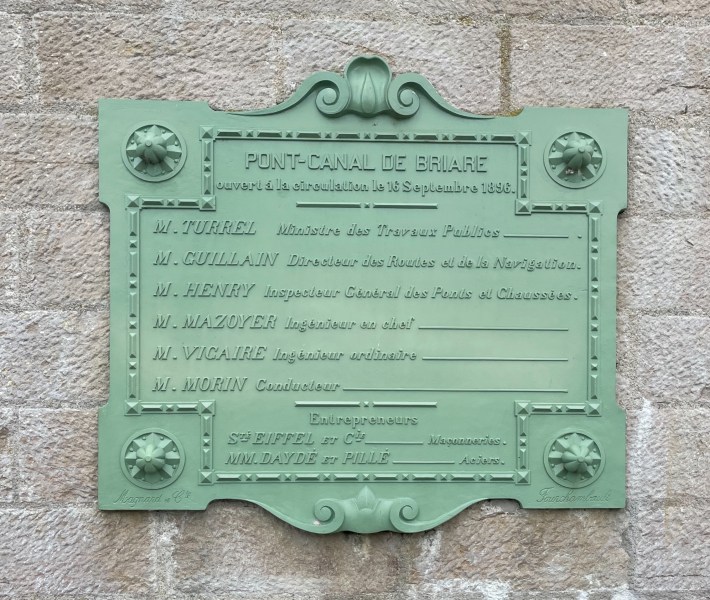 PONT-CANAL DE BRIARE
ouvert à la circulation le 16 Septembre 1896.
M. TURREL Ministre des Travaux Publics .
M. GUILLAIN Directeur des Routes et de la Navigation.
M. HENRY Inspecteur Général des Ponts et Chaussées.
M. MAZOYER Ingénieur en chef
M. VICAIRE Ingénieur ordinaire
M. MORIN Conducteur
Entrepreneurs
Sté EIFFEL ET Cie Maçonneries.
MM. DAYDÉ ET PILLÉ Aciers.